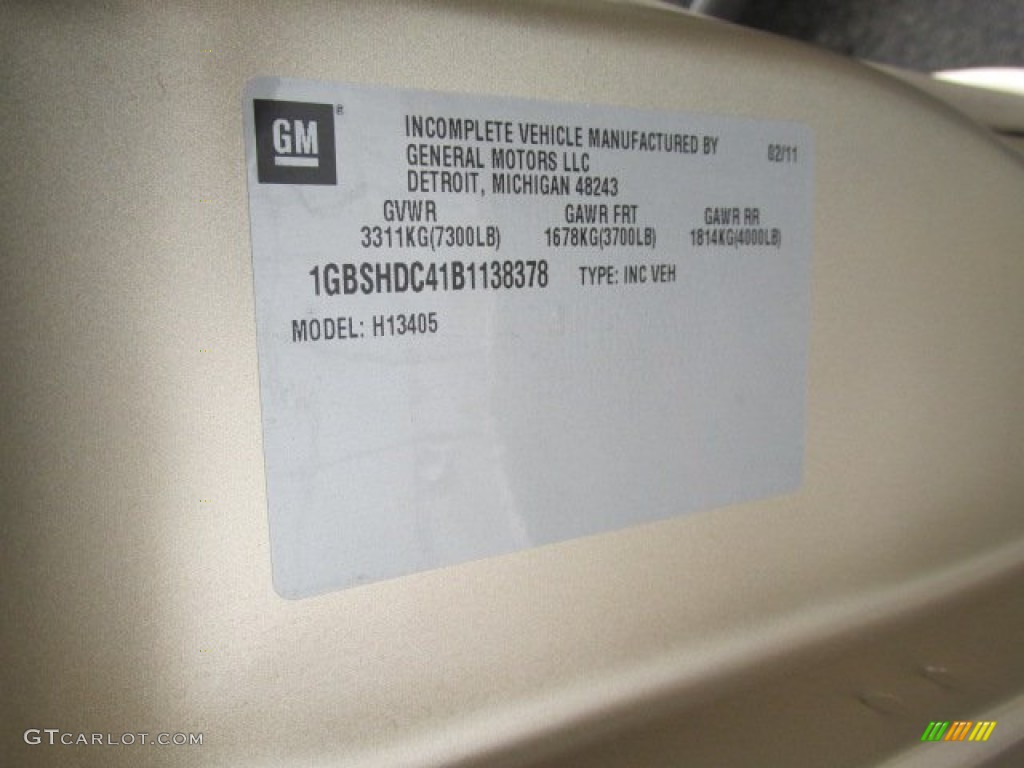 GM®
INCOMPLETE VEHICLE MANUFACTURED BY
02/11
GENERAL MOTORS LLC
DETROIT, MICHIGAN 48243
GVWR GAWR FRT GAWR RR
3311KG(7300LB) 1678KG(3700LB) 1814KG(4000LB)
1GBSHDC41B1138378 TYPE: INC VEH
MODEL: H13405
GTCARLOT.COM